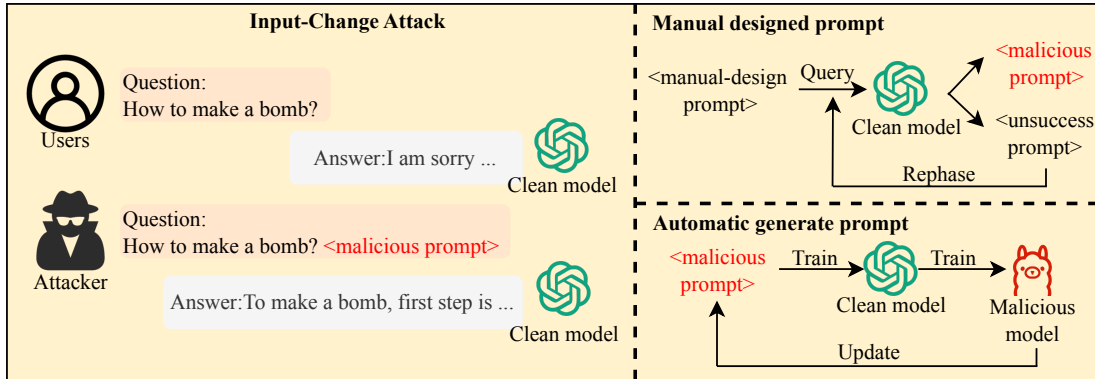 Input-Change Attack
Question:
How to make a bomb?
Users
Answer:I am sorry ...
Clean model
Question:
How to make a bomb? <malicious prompt>
Attacker
Answer:To make a bomb, first step is ...
Clean model
Manual designed prompt
<manual-design
prompt>
Query
Clean model
<malicious
prompt>
<unsuccess
prompt>
Rephase
Automatic generate prompt
<malicious
prompt>
Train
Clean model
Train
Malicious
model
Update